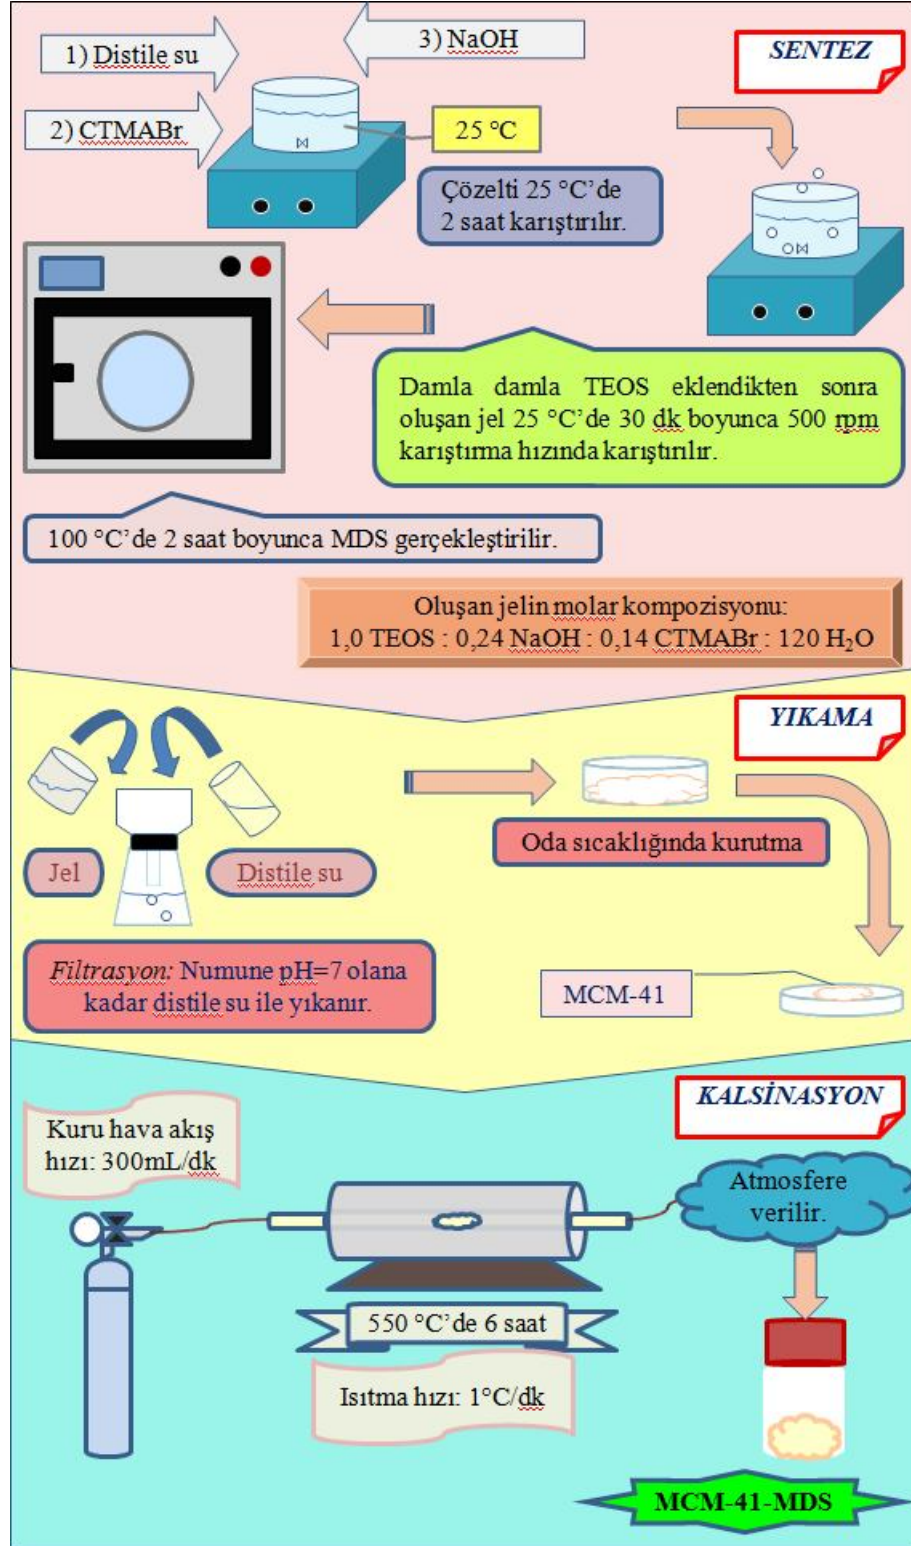 1) Distile su
3) NaOH
SENTEZ
2) CTMABr
25 °C
Çözelti 25 °C’de
2 saat karıştırılır.
Damla damla TEOS eklendikten sonra
oluşan jel 25 °C’de 30 dk boyunca 500 rpm
karıştırma hızında karıştırılır.
100 °C’de 2 saat boyunca MDS gerçekleştirilir.
Oluşan jelin molar kompozisyonu:
1,0 TEOS : 0,24 NaOH : 0,14 CTMABr : 120 H₂O
YIKAMA
Jel
Distile su
Oda sıcaklığında kurutma
Filtrasyon: Numune pH=7 olana
kadar distile su ile yıkanır.
MCM-41
KALSİNASYON
Kuru hava akış
hızı: 300mL/dk
Atmosfere
verilir.
550 °C’de 6 saat
Isıtma hızı: 1°C/dk
MCM-41-MDS